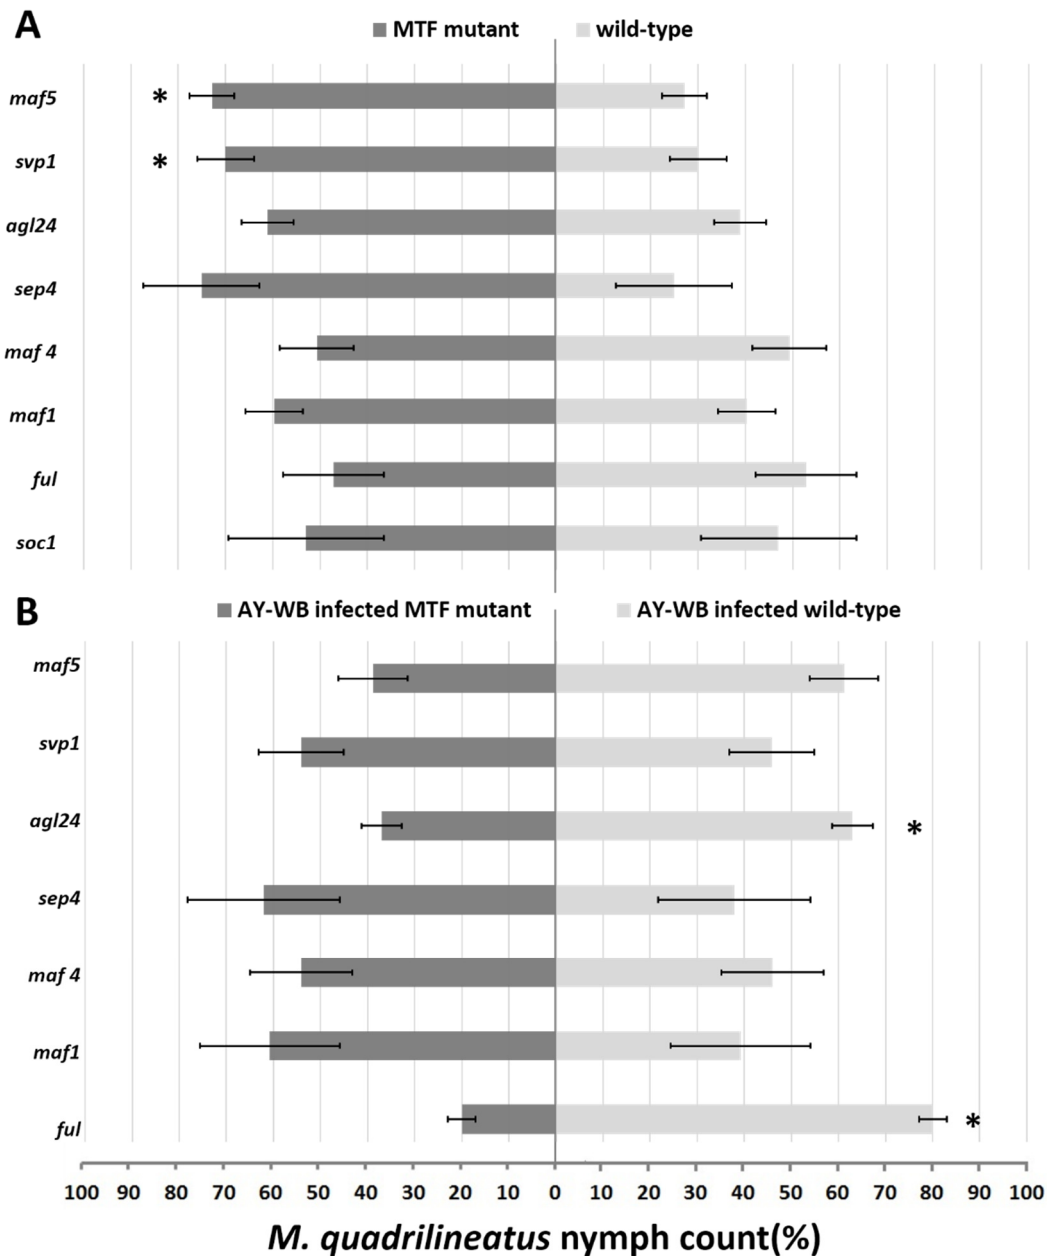 A
MTF mutant wild-type
maf5
*
svp1
*
agl24
sep4
maf 4
maf1
ful
soc1
B
AY-WB infected MTF mutant AY-WB infected wild-type
maf5
svp1
agl24
*
sep4
maf 4
maf1
ful
*
100 90 80 70 60 50 40 30 20 10 0 10 20 30 40 50 60 70 80 90 100
M. quadrilineatus nymph count(%)